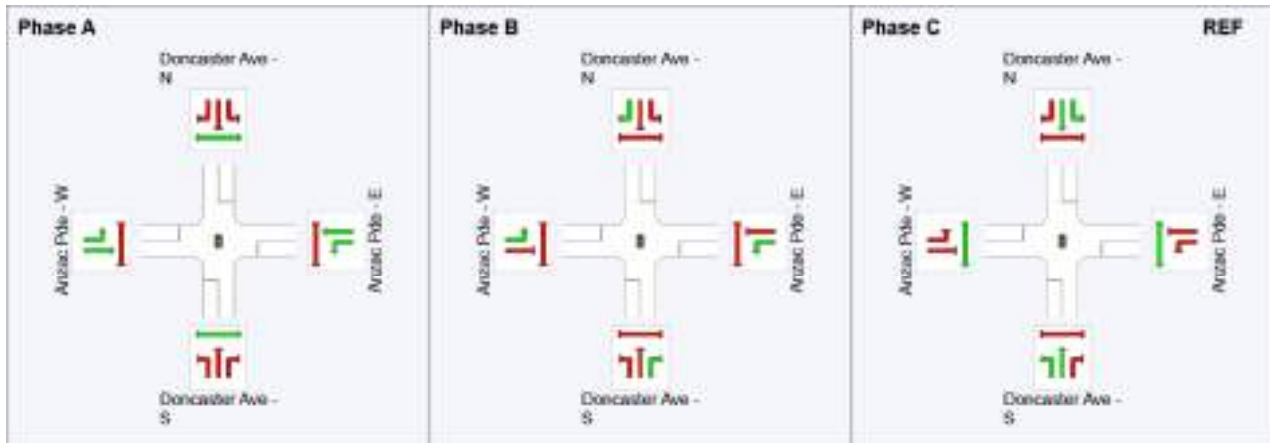 Phase A
Doncaster Ave -
N
Anzac Pde - W
Anzac Pde - E
Doncaster Ave -
S
Phase B
Doncaster Ave -
N
Anzac Pde - W
Anzac Pde - E
Doncaster Ave -
S
Phase C
REF
Doncaster Ave -
N
Anzac Pde - W
Anzac Pde - E
Doncaster Ave -
S